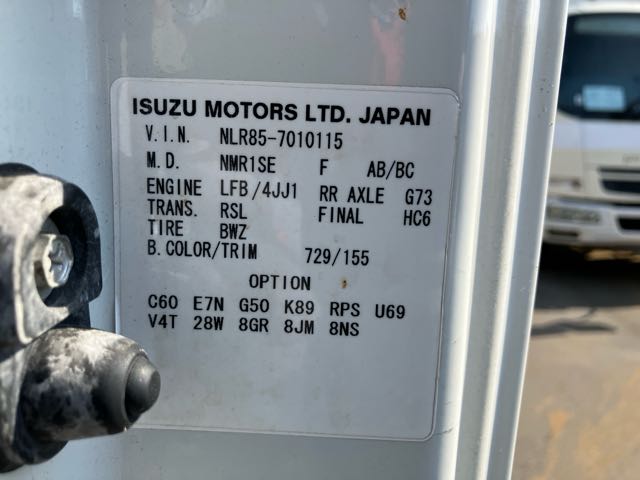 ISUZU MOTORS LTD. JAPAN
V.I.N. NLR85-7010115
M.D. NMR1SE F AB/BC
ENGINE LFB/4JJ1 RR AXLE G73
TRANS. RSL FINAL HC6
TIRE BWZ
B.COLOR/TRIM 729/155
OPTION
C60 E7N G50 K89 RPS U69
V4T 28W 8GR 8JM 8NS